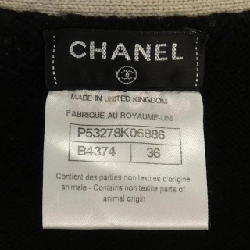 CHANEL
MADE IN UNITED KINGDOM
FABRIQUE AU ROYAUME-UNI
P53278K06886
B4374 36
Contient des parties non textiles d'origine
animale - Contains non textile parts of
animal origin